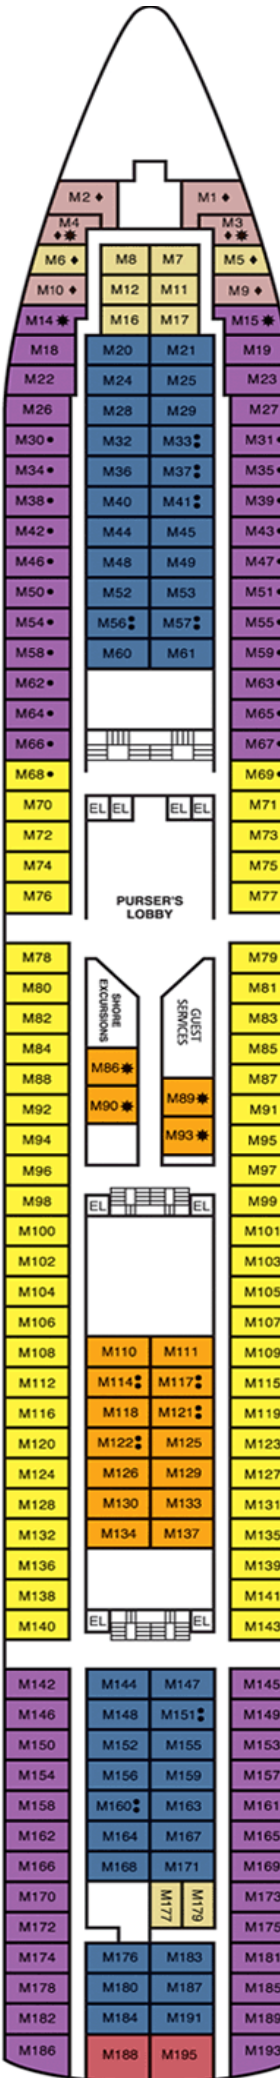 M2♦ M1♦
M4 M3
♦✸ ♦✸
M6♦ M8 M7 M5♦
M10♦ M12 M11 M9♦
M14✸ M16 M17 M15✸
M18 M20 M21 M19
M22 M24 M25 M23
M26 M28 M29 M27
M30• M32 M33: M31•
M34• M36 M37: M35•
M38• M40 M41: M39•
M42• M44 M45 M43•
M46• M48 M49 M47•
M50• M52 M53 M51•
M54• M56: M57: M55•
M58• M60 M61 M59•
M62• M63•
M64• M65•
M66• M67•
M68• M69•
M70 EL EL EL EL M71
M72 M73
M74 M75
M76 M77
PURSER'S
LOBBY
M78 M79
M80 M81
M82 M83
SHORE
EXCURSIONS
GUEST
SERVICES
M84 M85
M88 M86✸ M87
M92 M90✸ M89✸ M91
M94 M93✸ M95
M96 M97
M98 EL EL M99
M100 M101
M102 M103
M104 M105
M106 M107
M108 M110 M111 M109
M112 M114: M117: M115
M116 M118 M121: M119
M120 M122: M125 M123
M124 M126 M129 M127
M128 M130 M133 M131
M132 M134 M137 M135
M136 M139
M138 M141
M140 EL EL M143
M142 M144 M147 M145
M146 M148 M151: M149
M150 M152 M155 M153
M154 M156 M159 M157
M158 M160: M163 M161
M162 M164 M167 M165
M166 M168 M171 M169
M170 M177 M179 M173
M172 M175
M174 M176 M183 M181
M178 M180 M187 M185
M182 M184 M191 M189
M186 M188 M195 M193